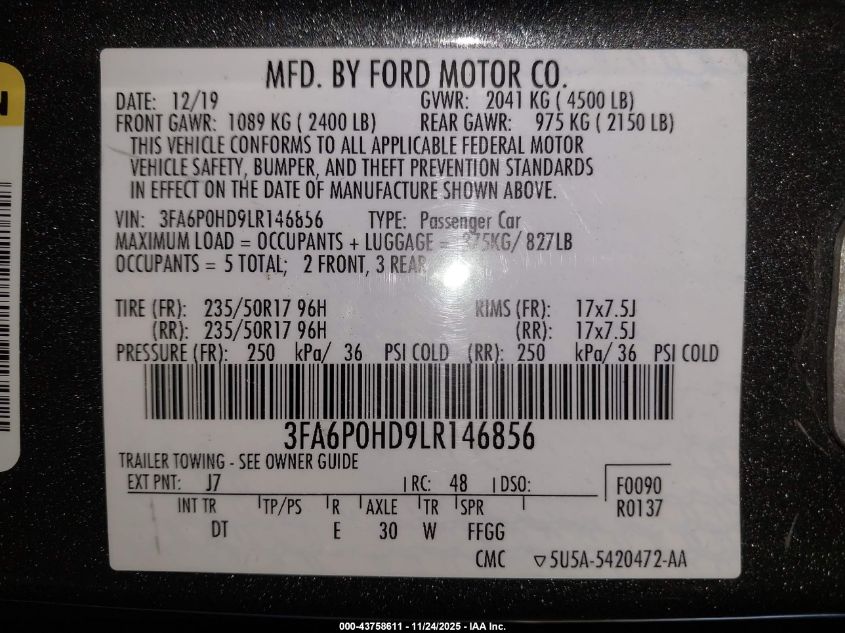 MFD. BY FORD MOTOR CO.
DATE: 12/19 GVWR: 2041 KG ( 4500 LB)
FRONT GAWR: 1089 KG ( 2400 LB) REAR GAWR: 975 KG ( 2150 LB)
THIS VEHICLE CONFORMS TO ALL APPLICABLE FEDERAL MOTOR
VEHICLE SAFETY, BUMPER, AND THEFT PREVENTION STANDARDS
IN EFFECT ON THE DATE OF MANUFACTURE SHOWN ABOVE.
VIN: 3FA6P0HD9LR146856 TYPE: Passenger Car
MAXIMUM LOAD = OCCUPANTS + LUGGAGE = 375KG/ 827LB
OCCUPANTS = 5 TOTAL; 2 FRONT, 3 REAR
TIRE (FR): 235/50R17 96H RIMS (FR): 17x7.5J
(RR): 235/50R17 96H (RR): 17x7.5J
PRESSURE (FR): 250 kPa/ 36 PSI COLD (RR): 250 kPa/ 36 PSI COLD
3FA6P0HD9LR146856
TRAILER TOWING - SEE OWNER GUIDE
EXT PNT: J7 RC: 48 DSO:
F0090
R0137
INT TR TP/PS R AXLE TR SPR
DT E 30 W FFGG
CMC ▽5U5A-5420472-AA
N
000-43758611 - 11/24/2025 - IAA Inc.